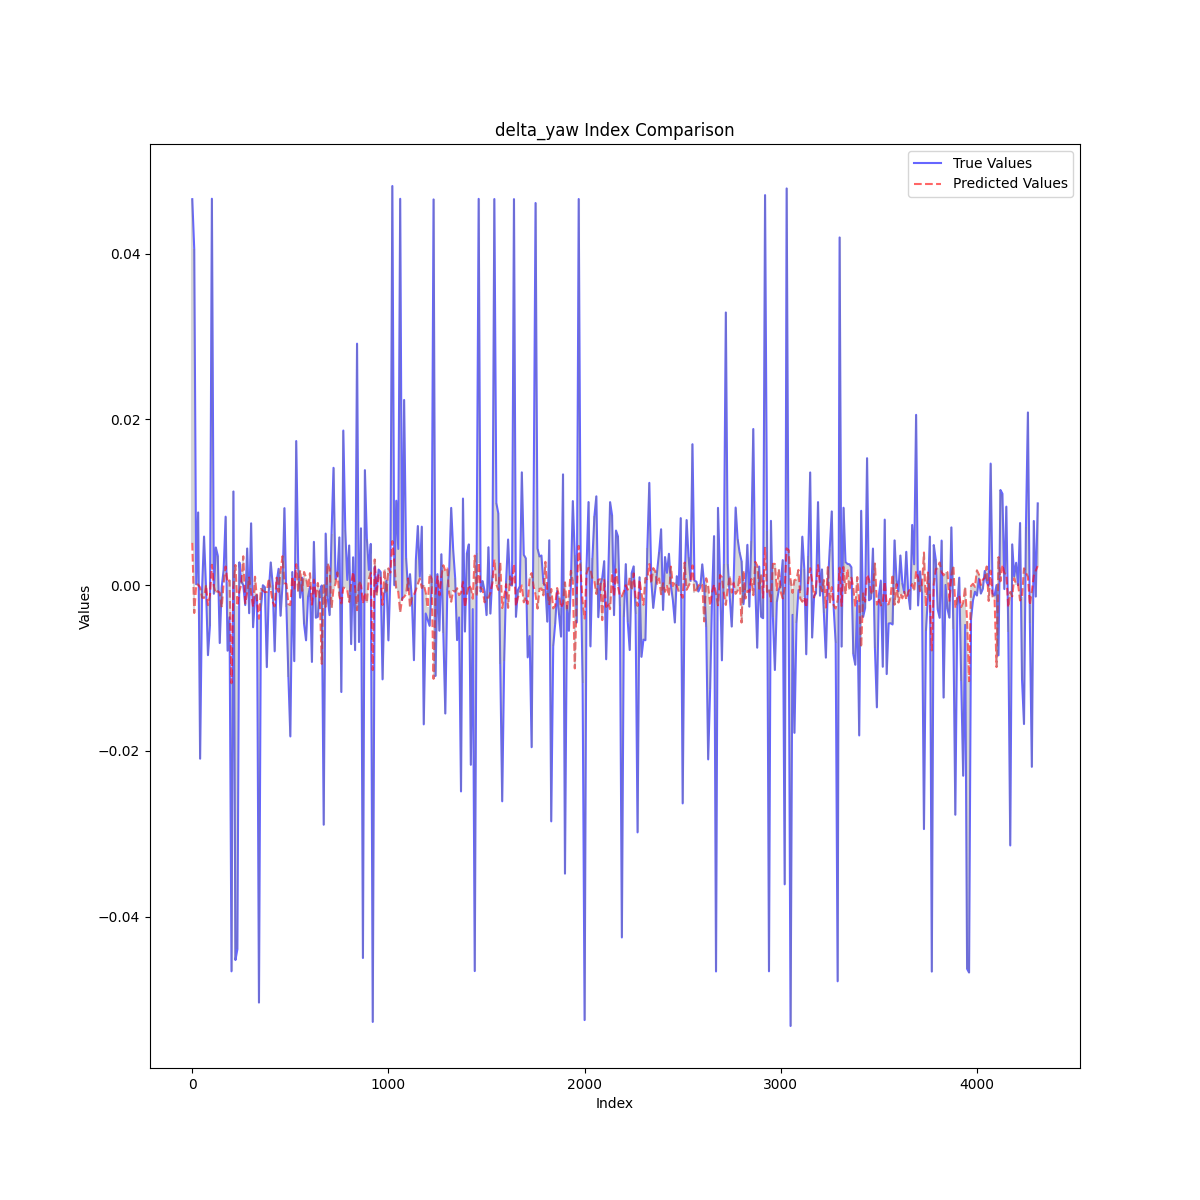 delta_yaw Index Comparison
True Values
Predicted Values
0.04
0.02
0.00
−0.02
−0.04
Values
0
1000
2000
3000
4000
Index